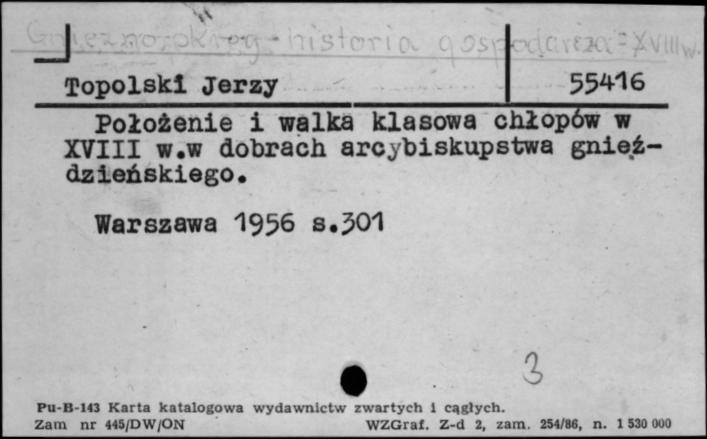 Gniezno, okręg - historia gospodarcza - XVIII w.
Topolski Jerzy 55416
Położenie i walka klasowa chłopów w
XVIII w.w dobrach arcybiskupstwa gnieź-
dzieńskiego.
Warszawa 1956 s.301
3
Pu-B-143 Karta katalogowa wydawnictw zwartych i ciągłych.
Zam nr 445/DW/ON WZGraf. Z-d 2, zam. 254/86, n. 1 530 000